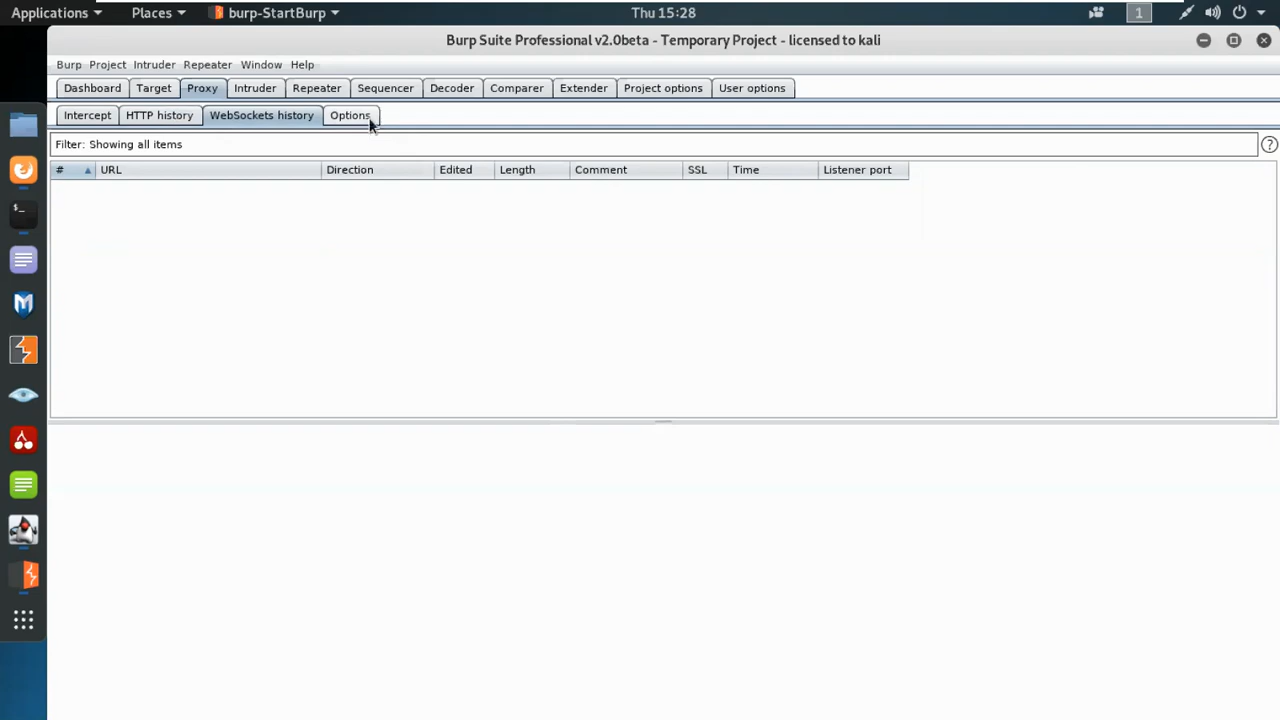 Applications Places burp-StartBurp Thu 15:28 1
Burp Suite Professional v2.0beta - Temporary Project - licensed to kali
Burp Project Intruder Repeater Window Help
Dashboard Target Proxy Intruder Repeater Sequencer Decoder Comparer Extender Project options User options
Intercept HTTP history WebSockets history Options
Filter: Showing all items ?
# URL Direction Edited Length Comment SSL Time Listener port
$_